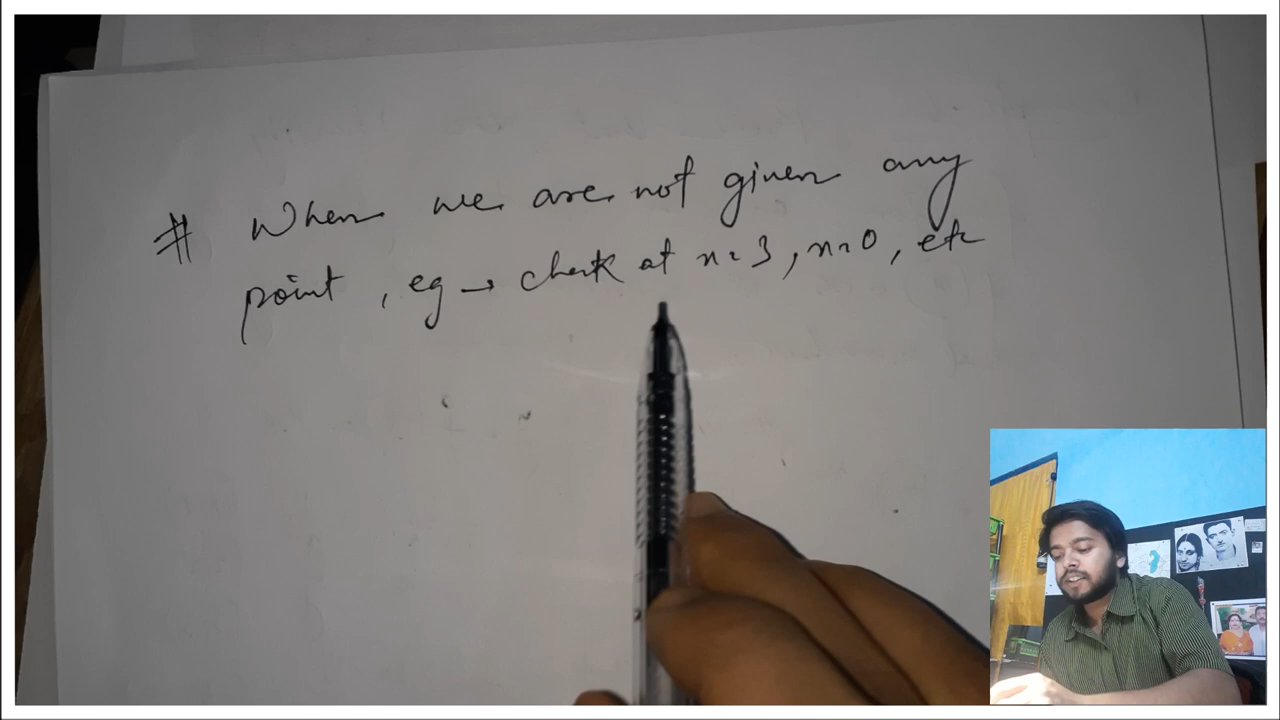 # When we are not given any
point, eg → check at x = 3, x = 0, etc